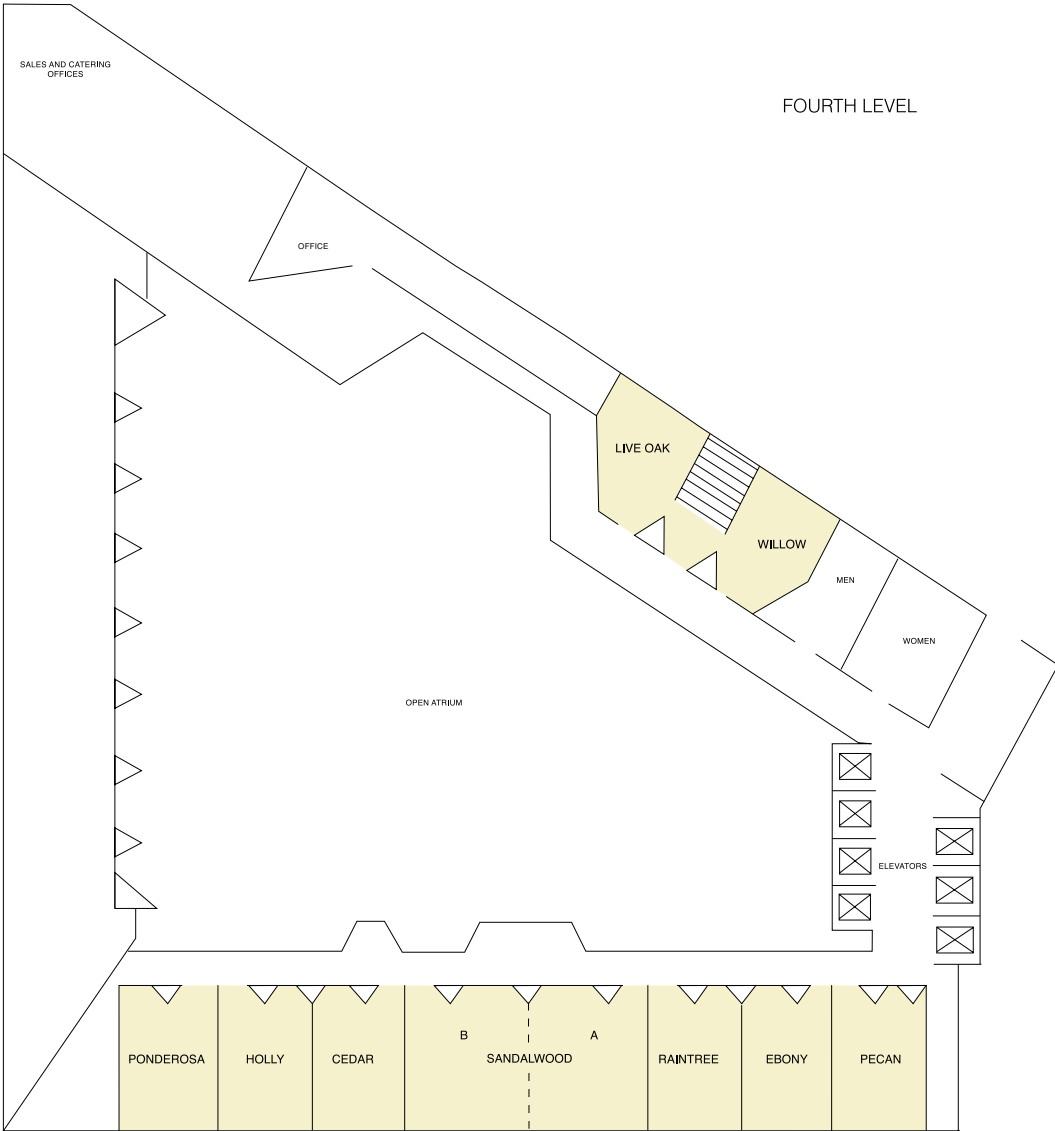 SALES AND CATERING
OFFICES
FOURTH LEVEL
OFFICE
LIVE OAK
WILLOW
MEN
WOMEN
OPEN ATRIUM
ELEVATORS
B
A
PONDEROSA
HOLLY
CEDAR
SANDALWOOD
RAINTREE
EBONY
PECAN